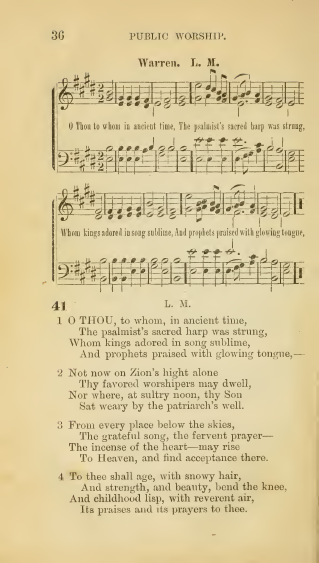 36 PUBLIC WORSHIP.
Warren. L. M.
O Thou to whom in ancient time, The psalmist's sacred harp was strung,
Whom kings adored in song sublime, And prophets praised with glowing tongue,
41 L. M.
1 O THOU, to whom, in ancient time,
The psalmist's sacred harp was strung,
Whom kings adored in song sublime,
And prophets praised with glowing tongue,—
2 Not now on Zion's hight alone
Thy favored worshipers may dwell,
Nor where, at sultry noon, thy Son
Sat weary by the patriarch's well.
3 From every place below the skies,
The grateful song, the fervent prayer—
The incense of the heart—may rise
To Heaven, and find acceptance there.
4 To thee shall age, with snowy hair,
And strength, and beauty, bend the knee,
And childhood lisp, with reverent air,
Its praises and its prayers to thee.